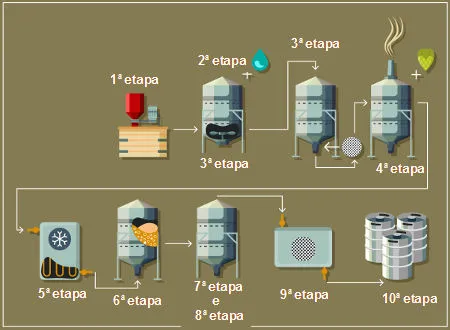 1ª etapa
2ª etapa
3ª etapa
3ª etapa
4ª etapa
5ª etapa
6ª etapa
7ª etapa
e
8ª etapa
9ª etapa
10ª etapa